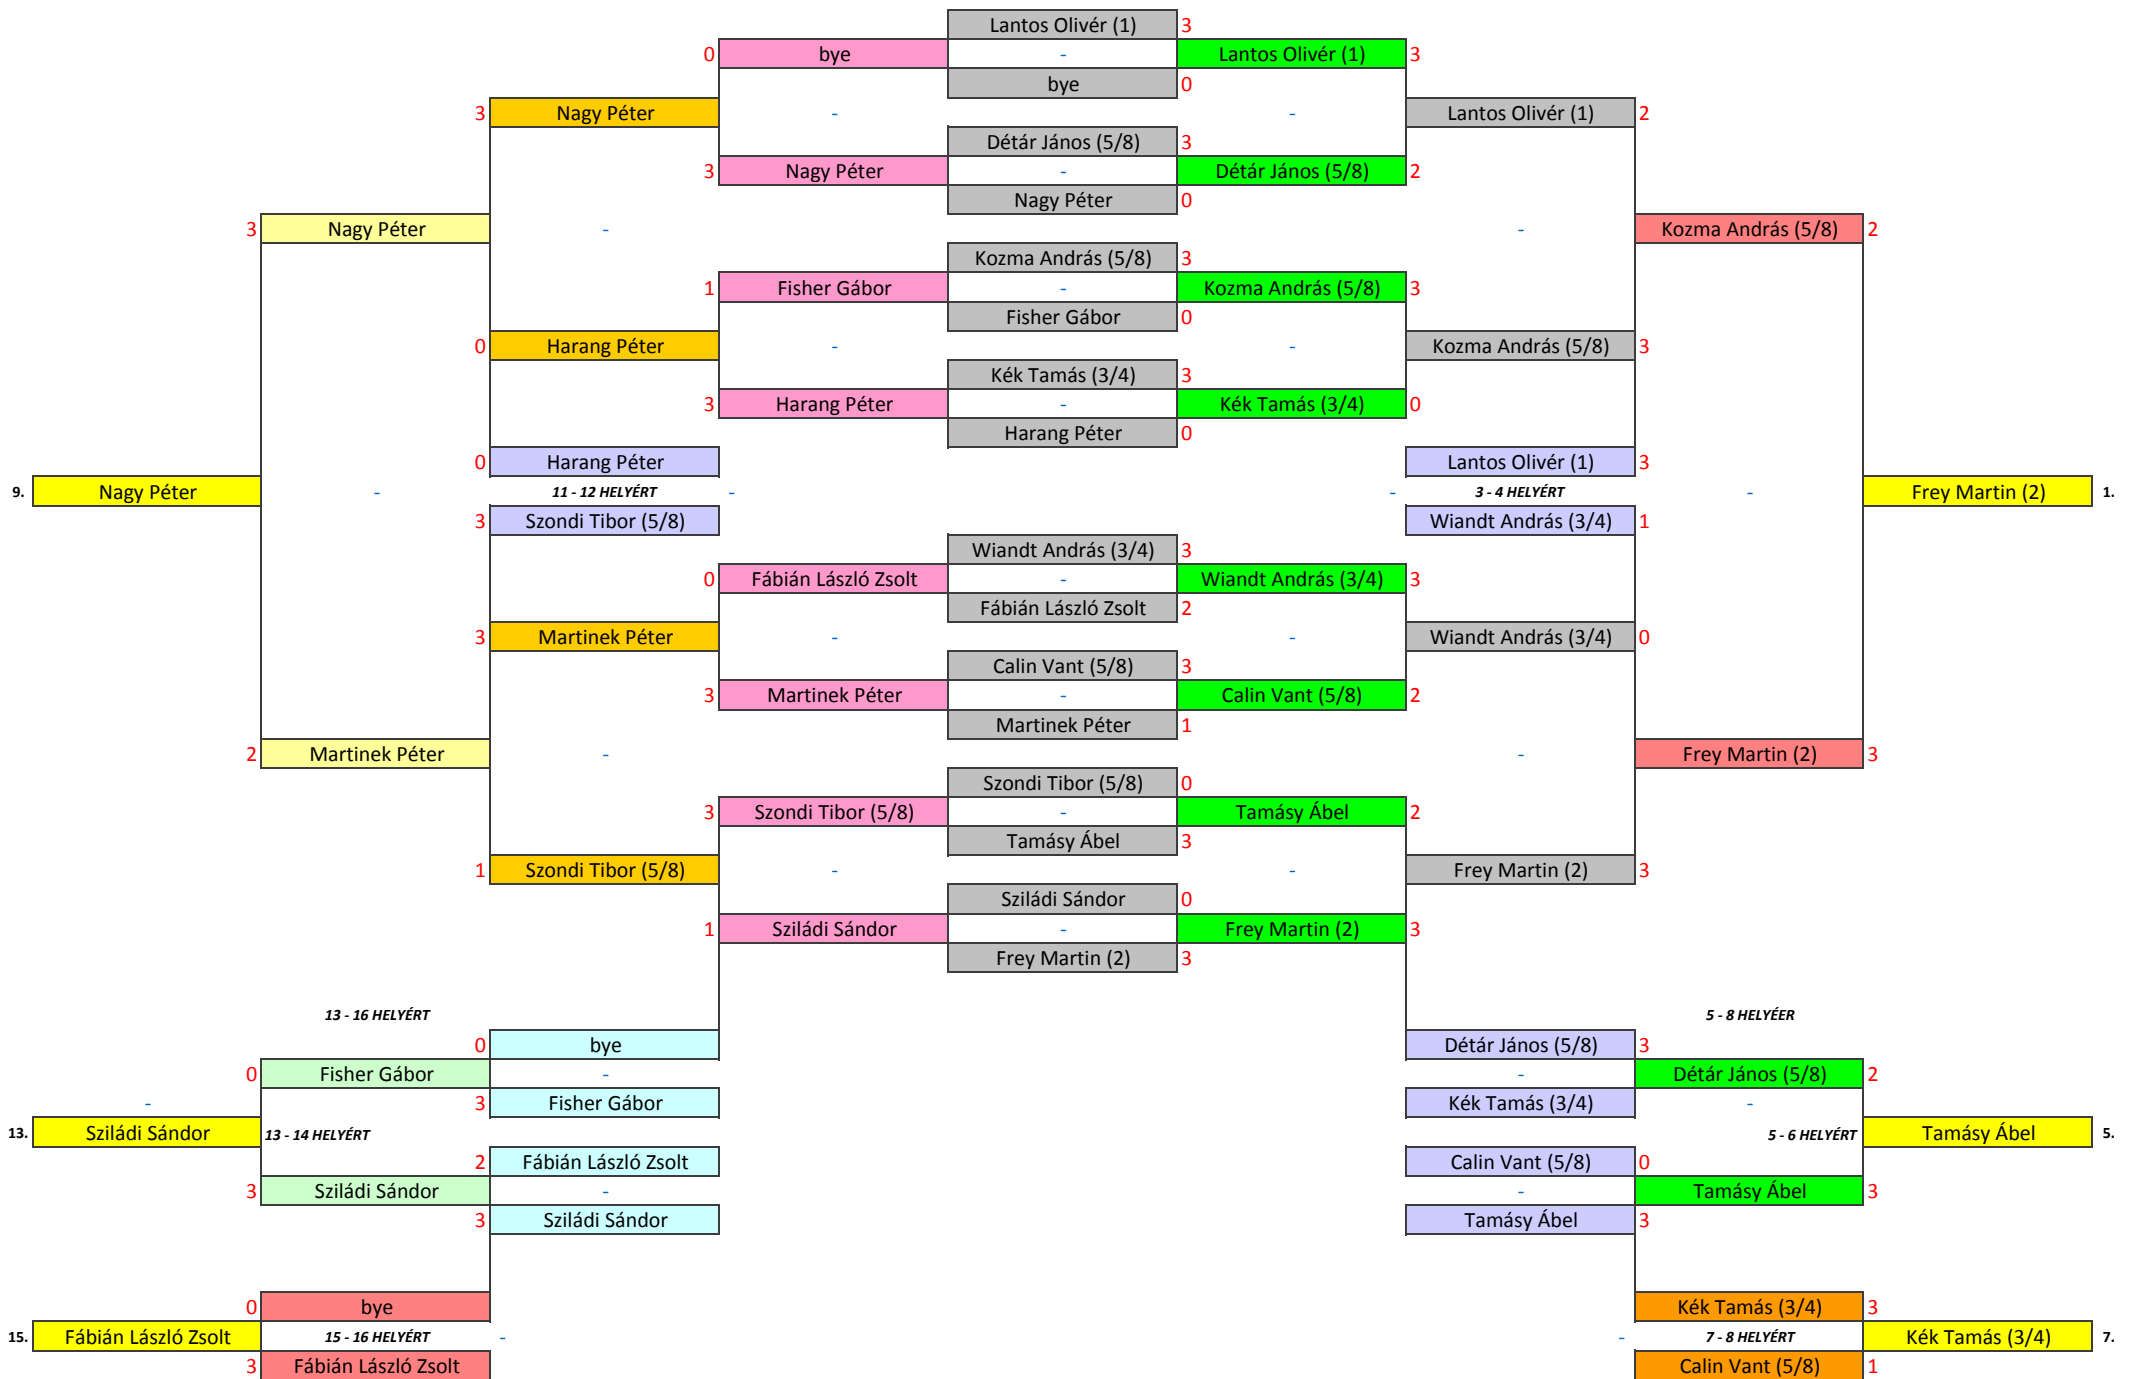 Lantos Olivér (1) 3
0 bye - Lantos Olivér (1) 3
bye 0
3 Nagy Péter - - Lantos Olivér (1) 2
Détár János (5/8) 3
3 Nagy Péter - Détár János (5/8) 2
Nagy Péter 0
3 Nagy Péter - - Kozma András (5/8) 2
Kozma András (5/8) 3
1 Fisher Gábor - Kozma András (5/8) 3
Fisher Gábor 0
0 Harang Péter - - Kozma András (5/8) 3
Kék Tamás (3/4) 3
3 Harang Péter - Kék Tamás (3/4) 0
Harang Péter 0
0 Harang Péter Lantos Olivér (1) 3
9. Nagy Péter - 11 - 12 HELYÉRT - - 3 - 4 HELYÉRT - Frey Martin (2) 1.
3 Szondi Tibor (5/8) Wiandt András (3/4) 1
Wiandt András (3/4) 3
0 Fábián László Zsolt - Wiandt András (3/4) 3
Fábián László Zsolt 2
3 Martinek Péter - - Wiandt András (3/4) 0
Calin Vant (5/8) 3
3 Martinek Péter - Calin Vant (5/8) 2
Martinek Péter 1
2 Martinek Péter - - Frey Martin (2) 3
Szondi Tibor (5/8) 0
3 Szondi Tibor (5/8) - Tamásy Ábel 2
Tamásy Ábel 3
1 Szondi Tibor (5/8) - - Frey Martin (2) 3
Sziládi Sándor 0
1 Sziládi Sándor - Frey Martin (2) 3
Frey Martin (2) 3
13 - 16 HELYÉRT 5 - 8 HELYÉER
0 bye Détár János (5/8) 3
0 Fisher Gábor - - Détár János (5/8) 2
- 3 Fisher Gábor Kék Tamás (3/4) -
13. Sziládi Sándor 13 - 14 HELYÉRT 5 - 6 HELYÉRT Tamásy Ábel 5.
2 Fábián László Zsolt Calin Vant (5/8) 0
3 Sziládi Sándor - - Tamásy Ábel 3
3 Sziládi Sándor Tamásy Ábel 3
0 bye Kék Tamás (3/4) 3
15. Fábián László Zsolt 15 - 16 HELYÉRT - - 7 - 8 HELYÉRT Kék Tamás (3/4) 7.
3 Fábián László Zsolt Calin Vant (5/8) 1